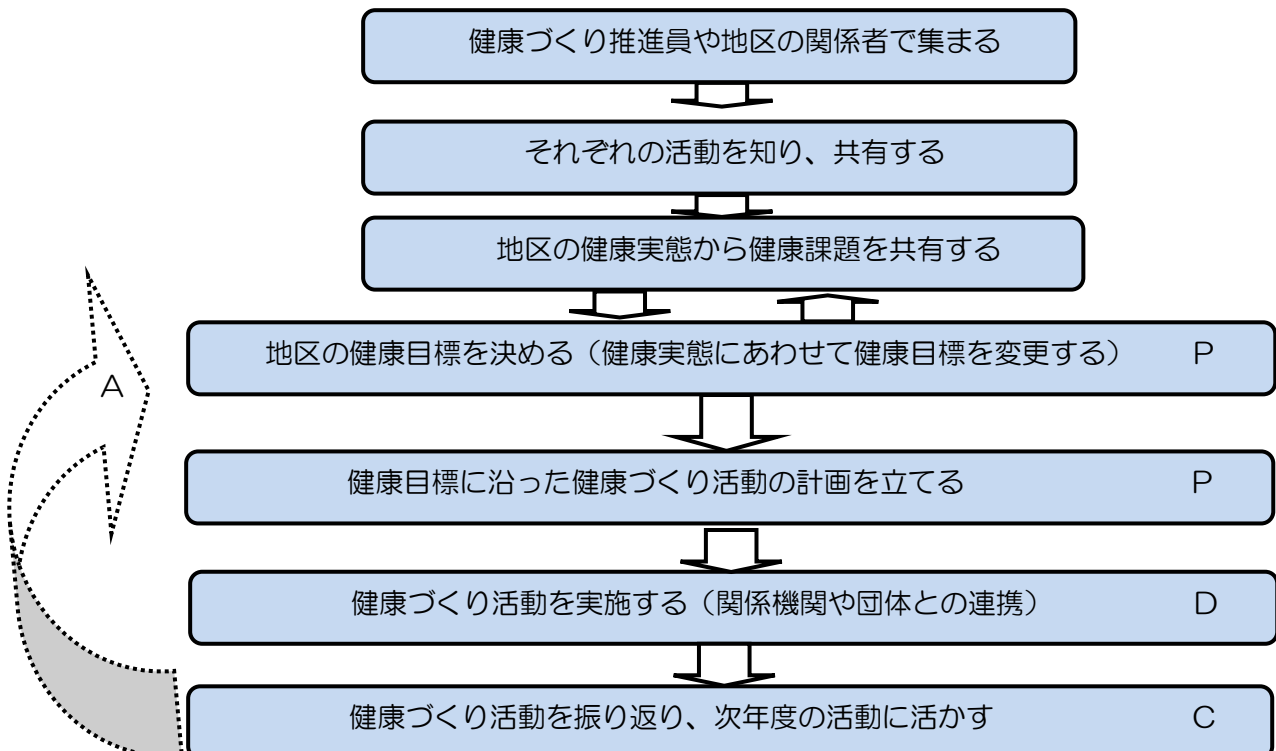 健康づくり推進員や地区の関係者で集まる
それぞれの活動を知り、共有する
地区の健康実態から健康課題を共有する
地区の健康目標を決める（健康実態にあわせて健康目標を変更する） P
A
健康目標に沿った健康づくり活動の計画を立てる P
健康づくり活動を実施する（関係機関や団体との連携） D
健康づくり活動を振り返り、次年度の活動に活かす C